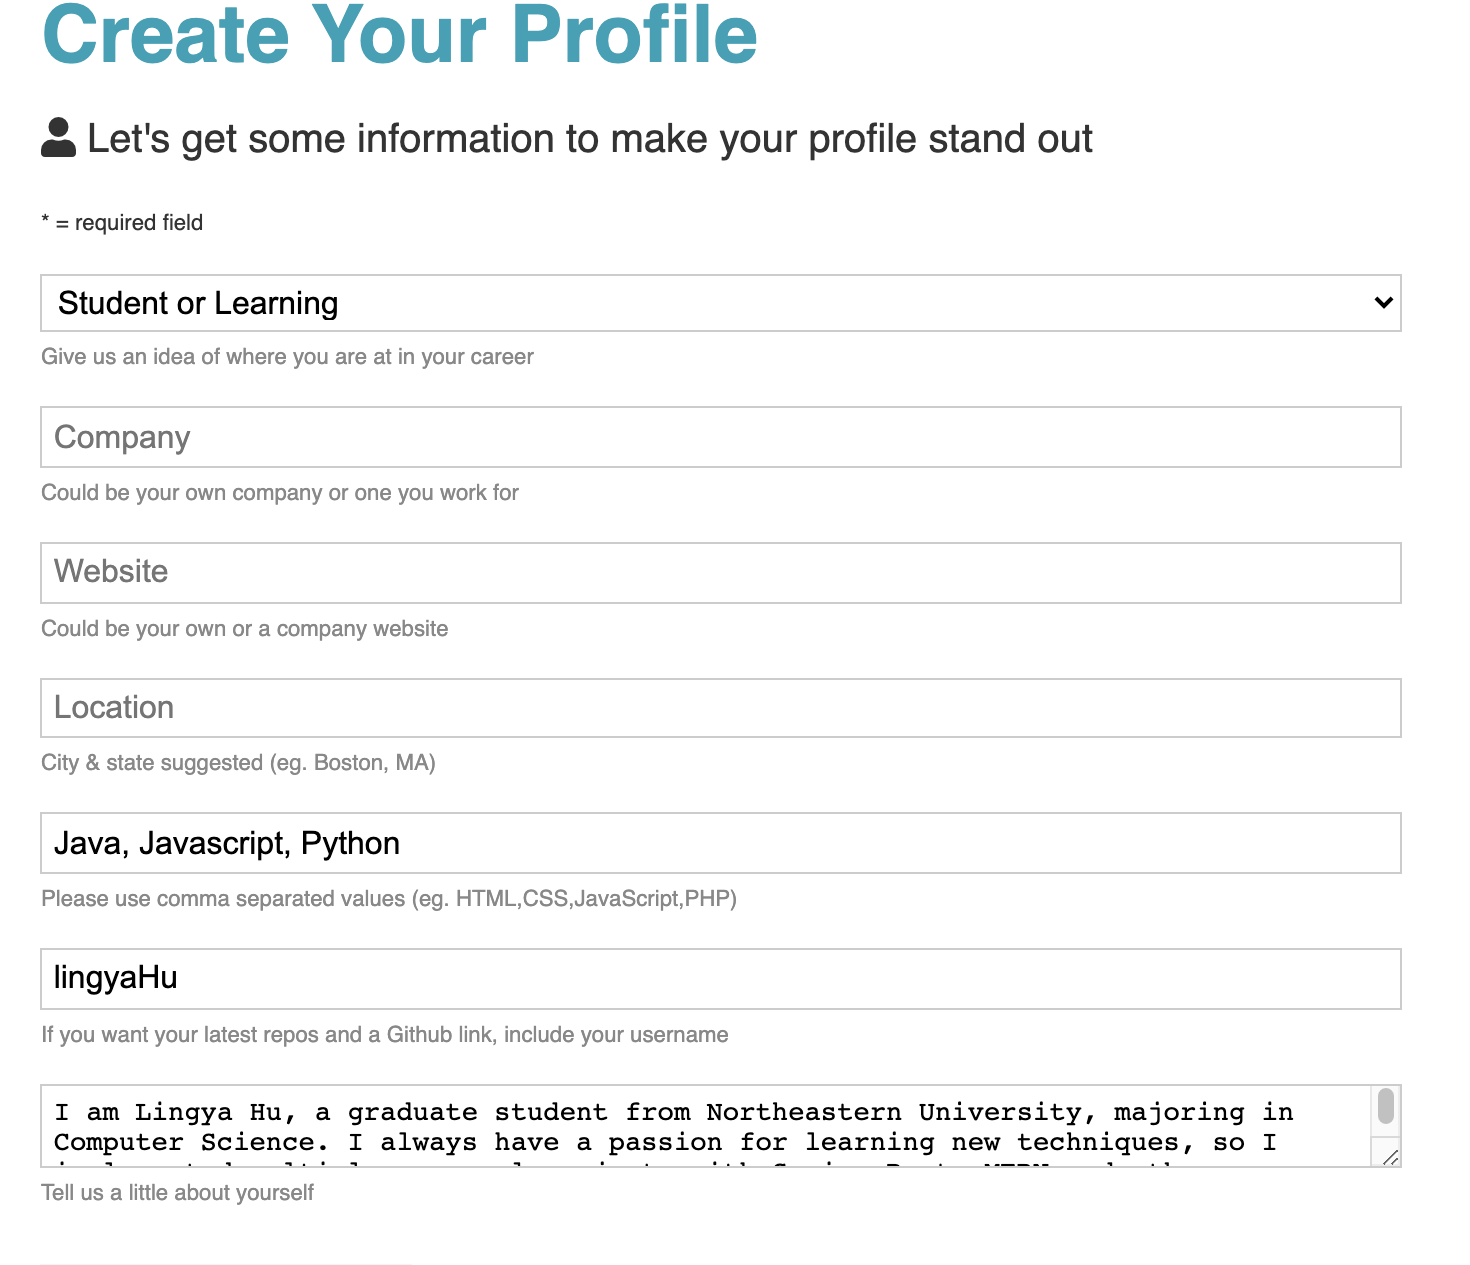 Create Your Profile
Let's get some information to make your profile stand out
* = required field
Student or Learning
Give us an idea of where you are at in your career
Company
Could be your own company or one you work for
Website
Could be your own or a company website
Location
City & state suggested (eg. Boston, MA)
Java, Javascript, Python
Please use comma separated values (eg. HTML,CSS,JavaScript,PHP)
lingyaHu
If you want your latest repos and a Github link, include your username
I am Lingya Hu, a graduate student from Northeastern University, majoring in
Computer Science. I always have a passion for learning new techniques, so I
Tell us a little about yourself